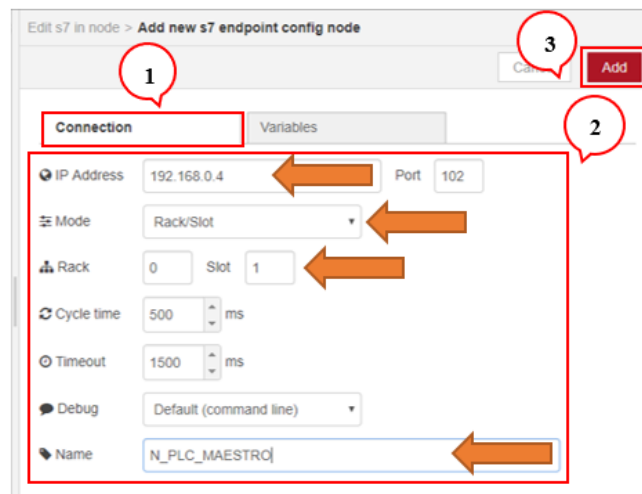 Edit s7 in node > Add new s7 endpoint config node
1
3
Add
Connection
Variables
2
IP Address 192.168.0.4 Port 102
Mode Rack/Slot
Rack 0 Slot 1
Cycle time 500 ms
Timeout 1500 ms
Debug Default (command line)
Name N_PLC_MAESTRO